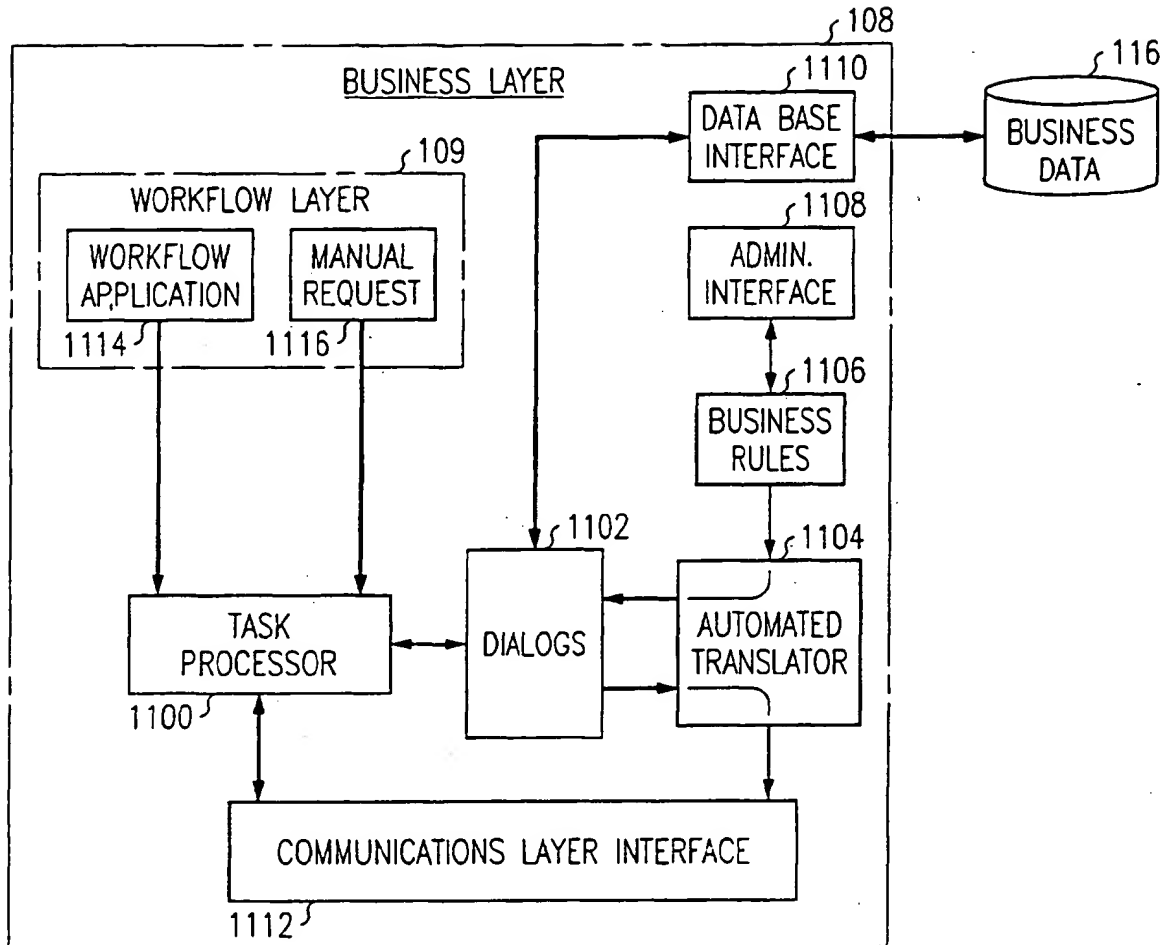 108
BUSINESS LAYER
1110
116
DATA BASE
INTERFACE
BUSINESS
DATA
109
WORKFLOW LAYER
1108
WORKFLOW
APPLICATION
MANUAL
REQUEST
ADMIN.
INTERFACE
1114
1116
1106
BUSINESS
RULES
1102
1104
TASK
PROCESSOR
DIALOGS
AUTOMATED
TRANSLATOR
1100
COMMUNICATIONS LAYER INTERFACE
1112